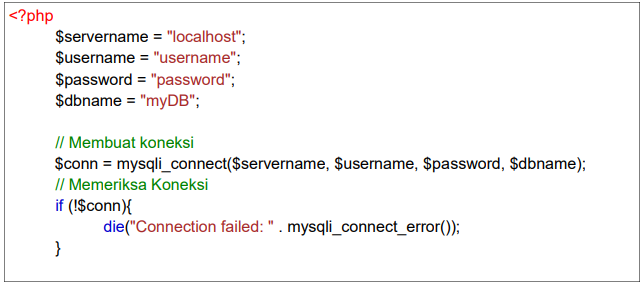 <?php
$servername = "localhost";
$username = "username";
$password = "password";
$dbname = "myDB";
// Membuat koneksi
$conn = mysqli_connect($servername, $username, $password, $dbname);
// Memeriksa Koneksi
if (!$conn){
die("Connection failed: " . mysqli_connect_error());
}